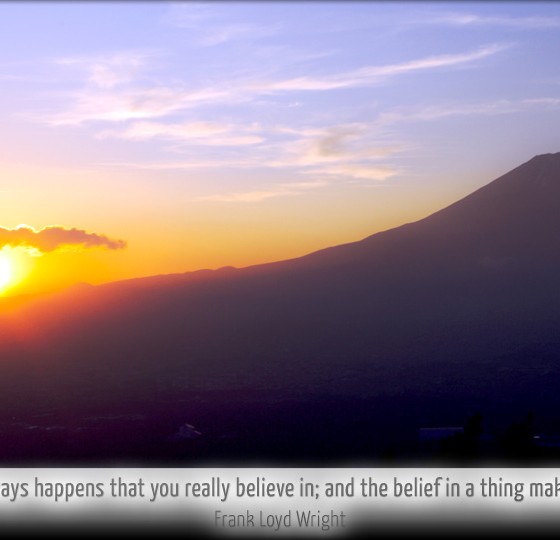 ays happens that you really believe in; and the belief in a thing mak
Frank Loyd Wright